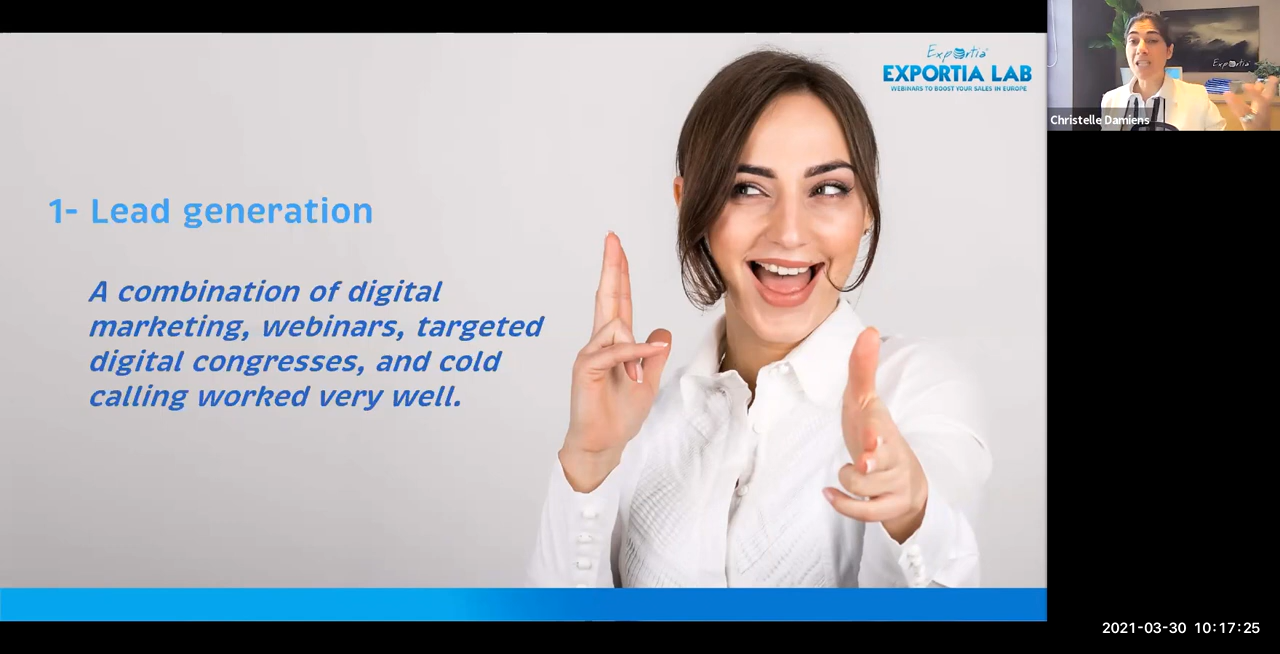 Exportia
EXPORTIA LAB
WEBINARS TO BOOST YOUR SALES IN EUROPE
1- Lead generation
A combination of digital
marketing, webinars, targeted
digital congresses, and cold
calling worked very well.
Exportia
Christelle Damiens
2021-03-30 10:17:25